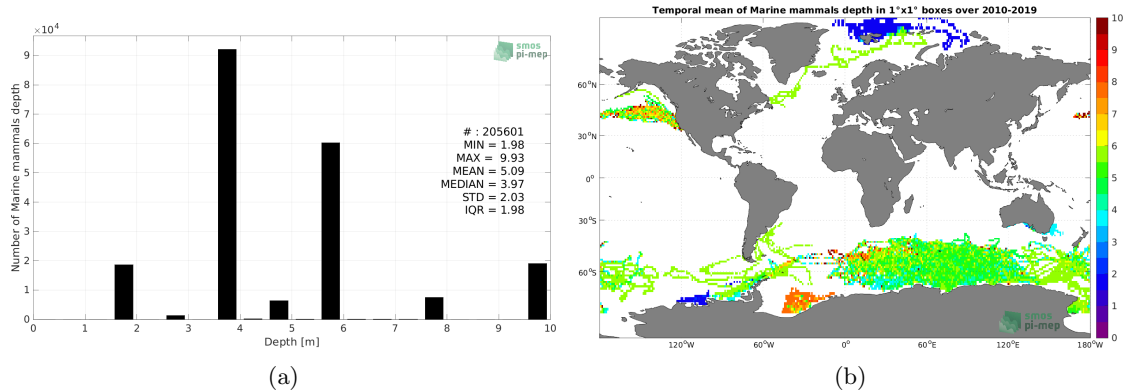 ×10⁴
9
8
7
6
5
4
3
2
1
0
Number of Marine mammals depth
smos
pi-mep
# : 205601
MIN = 1.98
MAX = 9.93
MEAN = 5.09
MEDIAN = 3.97
STD = 2.03
IQR = 1.98
0 1 2 3 4 5 6 7 8 9 10
Depth [m]
(a)
Temporal mean of Marine mammals depth in 1°x1° boxes over 2010-2019
60°N
30°N
0°
30°S
60°S
120°W 60°W 0° 60°E 120°E 180°W
smos
pi-mep
10
9
8
7
6
5
4
3
2
1
0
(b)